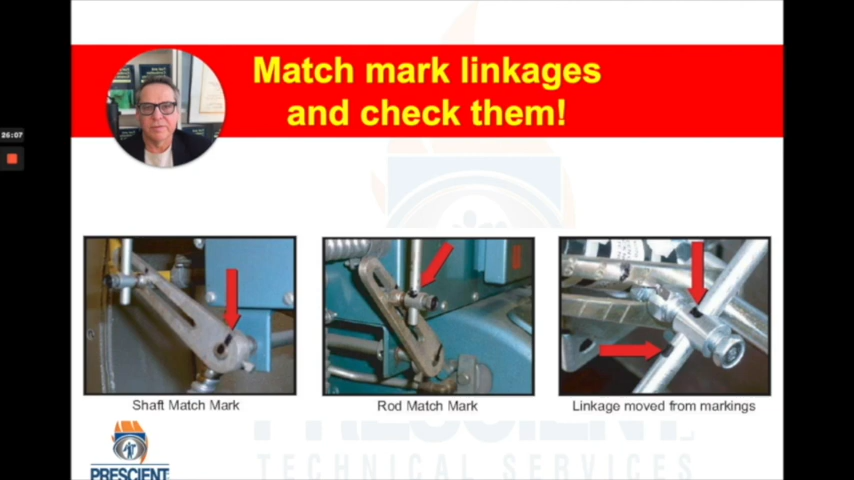 26:07
Match mark linkages
and check them!
Shaft Match Mark
Rod Match Mark
Linkage moved from markings
PRESCIENT
PRESCIENT
TECHNICAL SERVICES